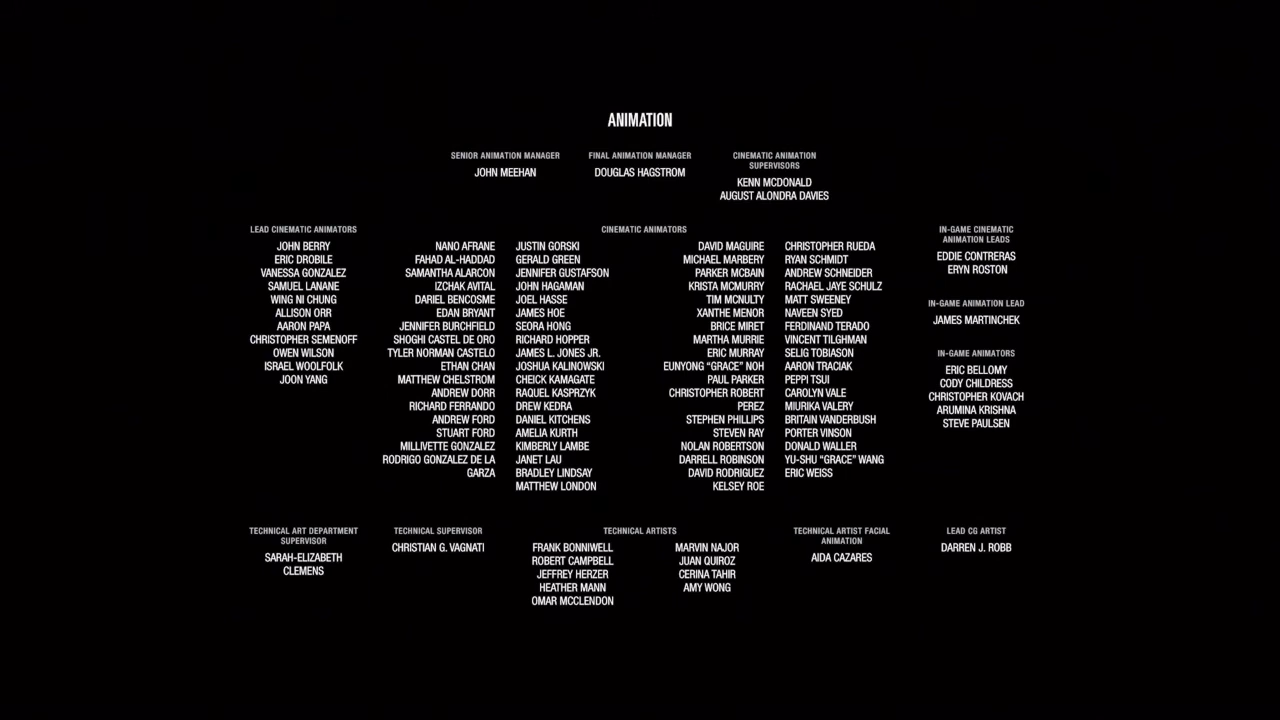 ANIMATION
SENIOR ANIMATION MANAGER
JOHN MEEHAN
FINAL ANIMATION MANAGER
DOUGLAS HAGSTROM
CINEMATIC ANIMATION
SUPERVISORS
KENN MCDONALD
AUGUST ALONDRA DAVIES
LEAD CINEMATIC ANIMATORS
JOHN BERRY
ERIC DROBILE
VANESSA GONZALEZ
SAMUEL LANANE
WING NI CHUNG
ALLISON ORR
AARON PAPA
CHRISTOPHER SEMENOFF
OWEN WILSON
ISRAEL WOOLFOLK
JOON YANG
CINEMATIC ANIMATORS
NANO AFRANE
FAHAD AL-HADDAD
SAMANTHA ALARCON
IZCHAK AVITAL
DARIEL BENCOSME
EDAN BRYANT
JENNIFER BURCHFIELD
SHOGHI CASTEL DE ORO
TYLER NORMAN CASTELO
ETHAN CHAN
MATTHEW CHELSTROM
ANDREW DORR
RICHARD FERRANDO
ANDREW FORD
STUART FORD
MILLIVETTE GONZALEZ
RODRIGO GONZALEZ DE LA
GARZA
JUSTIN GORSKI
GERALD GREEN
JENNIFER GUSTAFSON
JOHN HAGAMAN
JOEL HASSE
JAMES HOE
SEORA HONG
RICHARD HOPPER
JAMES L. JONES JR.
JOSHUA KALINOWSKI
CHEICK KAMAGATE
RAQUEL KASPRZYK
DREW KEDRA
DANIEL KITCHENS
AMELIA KURTH
KIMBERLY LAMBE
JANET LAU
BRADLEY LINDSAY
MATTHEW LONDON
DAVID MAGUIRE
MICHAEL MARBERY
PARKER MCBAIN
KRISTA MCMURRY
TIM MCNULTY
XANTHE MENOR
BRICE MIRET
MARTHA MURRIE
ERIC MURRAY
EUNYONG “GRACE” NOH
PAUL PARKER
CHRISTOPHER ROBERT
PEREZ
STEPHEN PHILLIPS
STEVEN RAY
NOLAN ROBERTSON
DARRELL ROBINSON
DAVID RODRIGUEZ
KELSEY ROE
CHRISTOPHER RUEDA
RYAN SCHMIDT
ANDREW SCHNEIDER
RACHAEL JAYE SCHULZ
MATT SWEENEY
NAVEEN SYED
FERDINAND TERADO
VINCENT TILGHMAN
SELIG TOBIASON
AARON TRACIAK
PEPPI TSUI
CAROLYN VALE
MIURIKA VALERY
BRITAIN VANDERBUSH
PORTER VINSON
DONALD WALLER
YU-SHU “GRACE” WANG
ERIC WEISS
IN-GAME CINEMATIC
ANIMATION LEADS
EDDIE CONTRERAS
ERYN ROSTON
IN-GAME ANIMATION LEAD
JAMES MARTINCHEK
IN-GAME ANIMATORS
ERIC BELLOMY
CODY CHILDRESS
CHRISTOPHER KOVACH
ARUMINA KRISHNA
STEVE PAULSEN
TECHNICAL ART DEPARTMENT
SUPERVISOR
SARAH-ELIZABETH
CLEMENS
TECHNICAL SUPERVISOR
CHRISTIAN G. VAGNATI
TECHNICAL ARTISTS
FRANK BONNIWELL
ROBERT CAMPBELL
JEFFREY HERZER
HEATHER MANN
OMAR MCCLENDON
MARVIN NAJOR
JUAN QUIROZ
CERINA TAHIR
AMY WONG
TECHNICAL ARTIST FACIAL
ANIMATION
AIDA CAZARES
LEAD CG ARTIST
DARREN J. ROBB